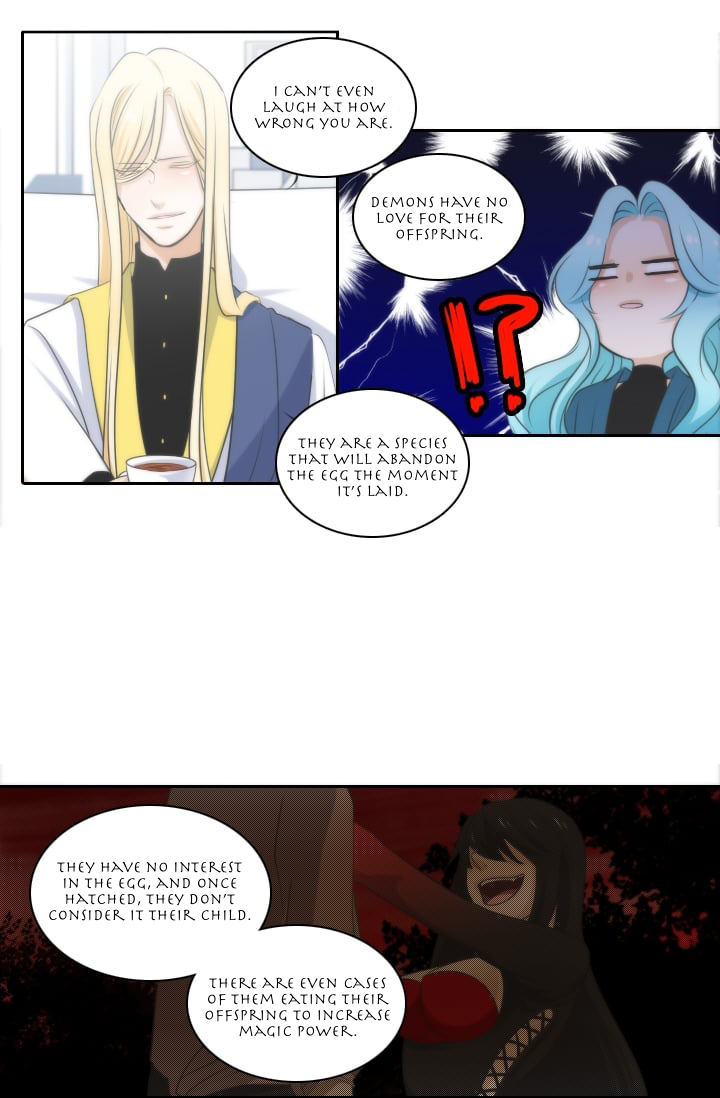 I CAN'T EVEN
LAUGH AT HOW
WRONG YOU ARE.
DEMONS HAVE NO
LOVE FOR THEIR
OFFSPRING.
!?
THEY ARE A SPECIES
THAT WILL ABANDON
THE EGG THE MOMENT
IT'S LAID.
THEY HAVE NO INTEREST
IN THE EGG, AND ONCE
HATCHED, THEY DON'T
CONSIDER IT THEIR CHILD.
THERE ARE EVEN CASES
OF THEM EATING THEIR
OFFSPRING TO INCREASE
MAGIC POWER.